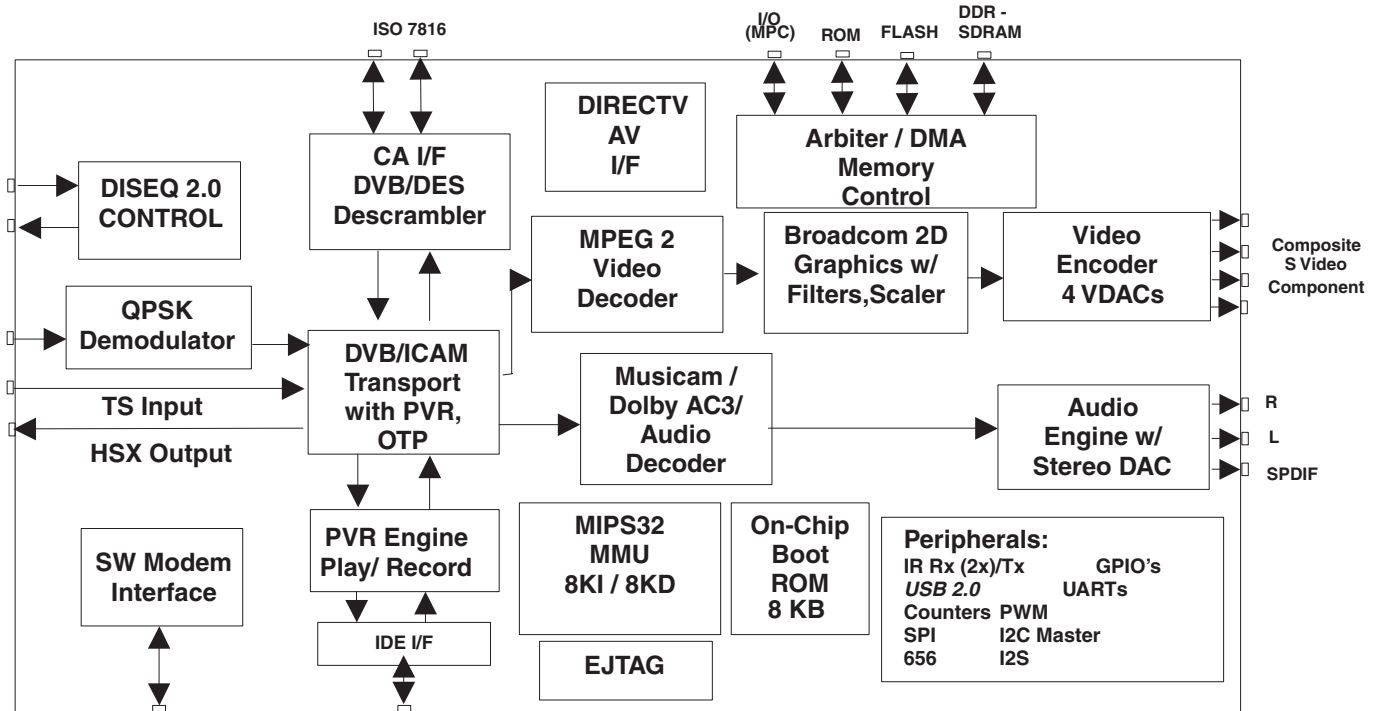 ISO 7816
I/O
(MPC)
ROM
FLASH
DDR -
SDRAM
DIRECTV
AV
I/F
Arbiter / DMA
Memory
Control
CA I/F
DVB/DES
Descrambler
DISEQ 2.0
CONTROL
MPEG 2
Video
Decoder
Broadcom 2D
Graphics w/
Filters,Scaler
Video
Encoder
4 VDACs
Composite
S Video
Component
QPSK
Demodulator
DVB/ICAM
Transport
with PVR,
OTP
TS Input
HSX Output
Musicam /
Dolby AC3/
Audio
Decoder
Audio
Engine w/
Stereo DAC
R
L
SPDIF
SW Modem
Interface
PVR Engine
Play/ Record
IDE I/F
MIPS32
MMU
8KI / 8KD
EJTAG
On-Chip
Boot
ROM
8 KB
Peripherals:
IR Rx (2x)/Tx GPIO's
USB 2.0 UARTs
Counters PWM
SPI I2C Master
656 I2S